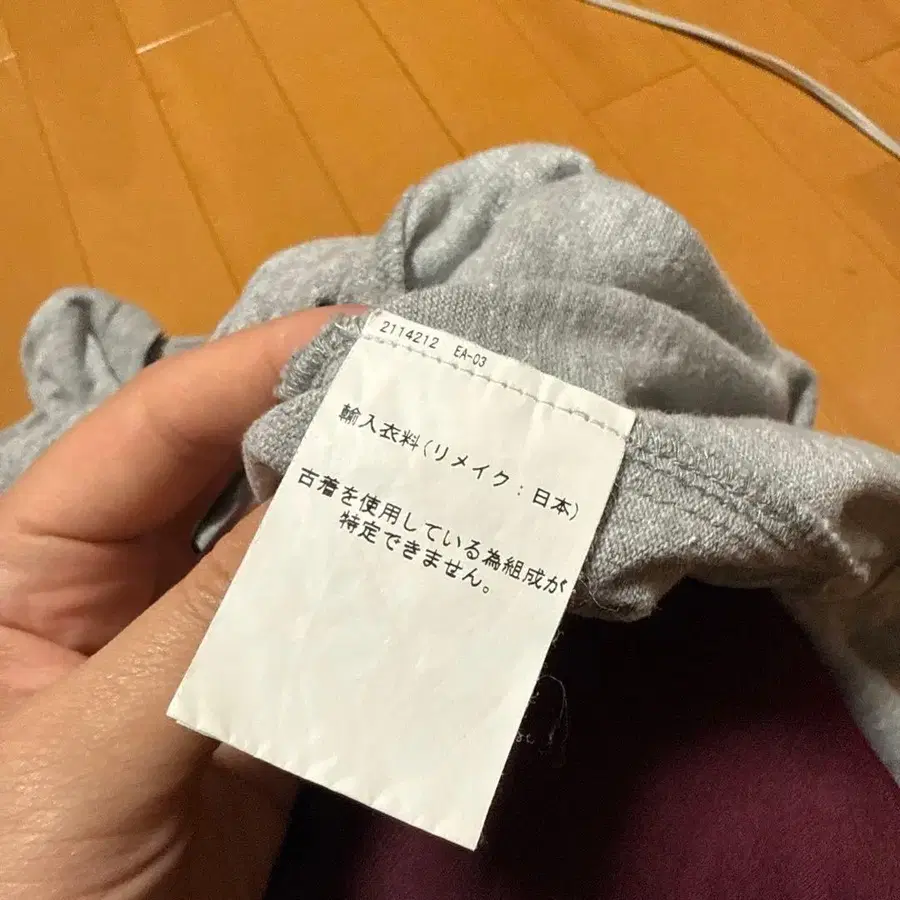 2114212 EA-03
輸入衣料(リメイク:日本)
古着を使用している為組成が
特定できません。